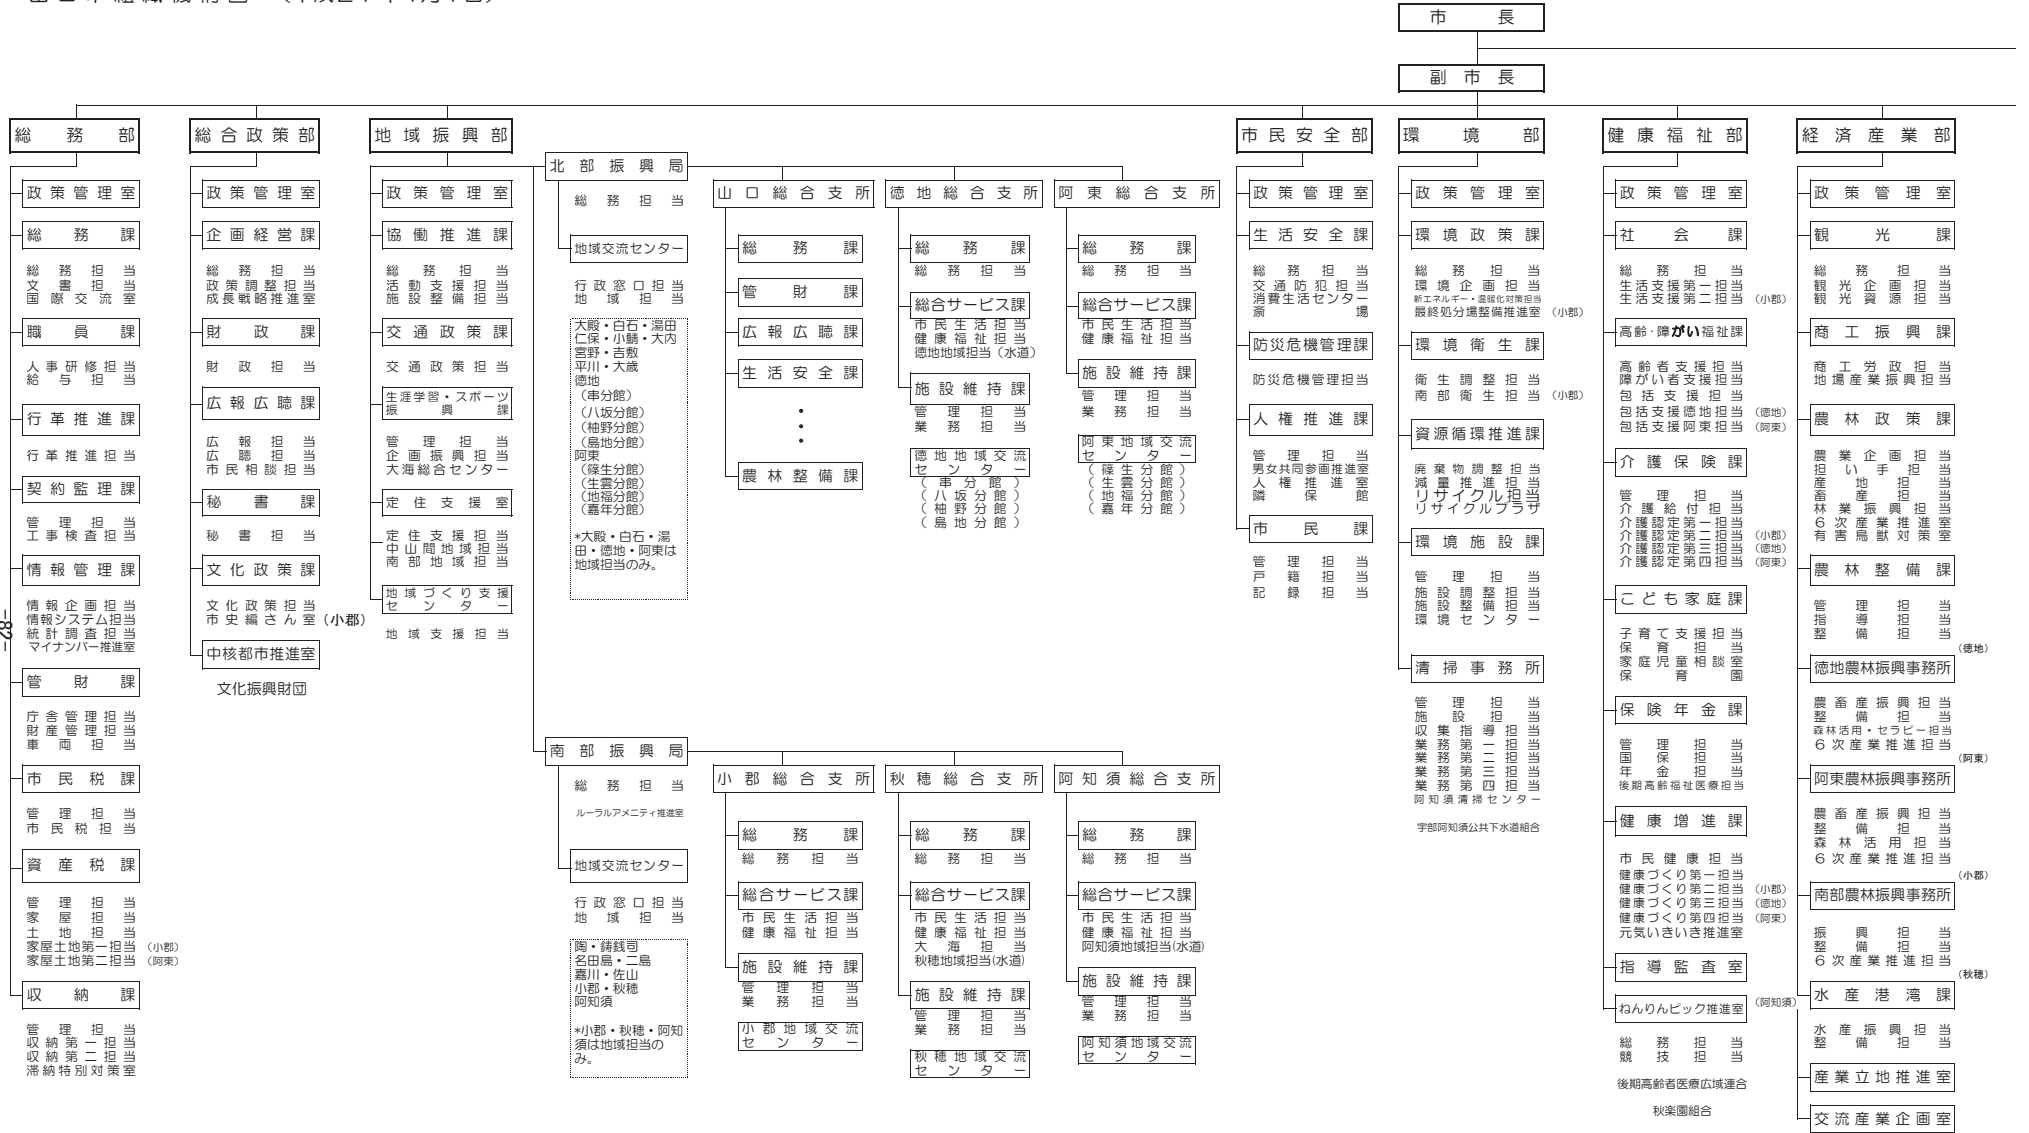 市長
副市長
総務部
政策管理室
総務課
総務担当
文書担当
国際交流室
職員課
人事研修担当
給与担当
行革推進課
行革推進担当
契約監理課
管理担当
工事検査担当
情報管理課
情報企画担当
情報システム担当
統計調査担当
マイナンバー推進室
管財課
庁舎管理担当
財産管理担当
車両担当
市民税課
管理担当
市民税担当
資産税課
管理担当
家屋担当
土地担当
家屋土地第一担当（小郡）
家屋土地第二担当（阿東）
収納課
管理担当
収納第一担当
収納第二担当
滞納特別対策室
総合政策部
政策管理室
企画経営課
総務担当
政策調整担当
成長戦略推進室
財政課
財政担当
広報広聴課
広報担当
広聴担当
市民相談担当
秘書課
秘書担当
文化政策課
文化政策担当
市史編さん室（小郡）
中核都市推進室
文化振興財団
地域振興部
政策管理室
協働推進課
総務担当
活動支援担当
施設整備担当
交通政策課
交通政策担当
生涯学習・スポーツ
振興課
管理担当
企画振興担当
大海総合センター
定住支援室
定住支援担当
中山間地域担当
南部地域担当
地域づくり支援
センター
地域支援担当
北部振興局
総務担当
地域交流センター
行政窓口担当
地域担当
大殿・白石・湯田
仁保・小鯖・大内
宮野・吉敷
平川・大歳
徳地
（串分館）
（八坂分館）
（柚野分館）
（島地分館）
阿東
（篠生分館）
（生雲分館）
（地福分館）
（嘉年分館）
*大殿・白石・湯
田・徳地・阿東は
地域担当のみ。
山口総合支所
総務課
管財課
広報広聴課
生活安全課
・
・
・
農林整備課
徳地総合支所
総務課
総務担当
総合サービス課
市民生活担当
健康福祉担当
徳地地域担当（水道）
施設維持課
管理担当
業務担当
徳地地域交流
センター
（串分館）
（八坂分館）
（柚野分館）
（島地分館）
阿東総合支所
総務課
総務担当
総合サービス課
市民生活担当
健康福祉担当
施設維持課
管理担当
業務担当
阿東地域交流
センター
（篠生分館）
（生雲分館）
（地福分館）
（嘉年分館）
南部振興局
総務担当
ルーラルアメニティ推進室
地域交流センター
行政窓口担当
地域担当
陶・鋳銭司
名田島・二島
嘉川・佐山
小郡・秋穂
阿知須
*小郡・秋穂・阿知
須は地域担当の
み。
小郡総合支所
総務課
総務担当
総合サービス課
市民生活担当
健康福祉担当
施設維持課
管理担当
業務担当
小郡地域交流
センター
秋穂総合支所
総務課
総務担当
総合サービス課
市民生活担当
健康福祉担当
大海担当
秋穂地域担当(水道)
施設維持課
管理担当
業務担当
秋穂地域交流
センター
阿知須総合支所
総務課
総務担当
総合サービス課
市民生活担当
健康福祉担当
阿知須地域担当(水道)
施設維持課
管理担当
業務担当
阿知須地域交流
センター
市民安全部
政策管理室
生活安全課
総務担当
交通防犯担当
消費生活センター
斎場
防災危機管理課
防災危機管理担当
人権推進課
管理担当
男女共同参画推進室
人権推進室
隣保館
市民課
管理担当
戸籍担当
記録担当
環境部
政策管理室
環境政策課
総務担当
環境企画担当
新エネルギー・温暖化対策担当
最終処分場整備推進室（小郡）
環境衛生課
衛生調整担当
南部衛生担当（小郡）
資源循環推進課
廃棄物調整担当
減量推進担当
リサイクル担当
リサイクルプラザ
環境施設課
管理担当
施設調整担当
施設整備担当
環境センター
清掃事務所
管理担当
施設担当
収集指導担当
業務第一担当
業務第二担当
業務第三担当
業務第四担当
阿知須清掃センター
宇部阿知須公共下水道組合
健康福祉部
政策管理室
社会課
総務担当
生活支援第一担当
生活支援第二担当（小郡）
高齢・障がい福祉課
高齢者支援担当
障がい者支援担当
包括支援担当
包括支援徳地担当（徳地）
包括支援阿東担当（阿東）
介護保険課
管理担当
介護給付担当
介護認定第一担当
介護認定第二担当（小郡）
介護認定第三担当（徳地）
介護認定第四担当（阿東）
こども家庭課
子育て支援担当
保育担当
家庭児童相談室
保育園
保険年金課
管理担当
国保担当
年金担当
後期高齢福祉医療担当
健康増進課
市民健康担当
健康づくり第一担当
健康づくり第二担当（小郡）
健康づくり第三担当（徳地）
健康づくり第四担当（阿東）
元気いきいき推進室
指導監査室
ねんりんピック推進室（阿知須）
総務担当
競技担当
後期高齢者医療広域連合
秋楽園組合
経済産業部
政策管理室
観光課
総務担当
観光企画担当
観光資源担当
商工振興課
商工労政担当
地場産業振興担当
農林政策課
農業企画担当
担い手担当
産地担当
畜産担当
林業振興担当
６次産業推進室
有害鳥獣対策室
農林整備課
管理担当
指導担当
整備担当
（徳地）
徳地農林振興事務所
農畜産振興担当
整備担当
森林活用・セラピー担当
６次産業推進担当
（阿東）
阿東農林振興事務所
農畜産振興担当
整備担当
森林活用担当
６次産業推進担当
（小郡）
南部農林振興事務所
振興担当
整備担当
６次産業推進担当
（秋穂）
水産港湾課
水産振興担当
整備担当
産業立地推進室
交流産業企画室
-82-